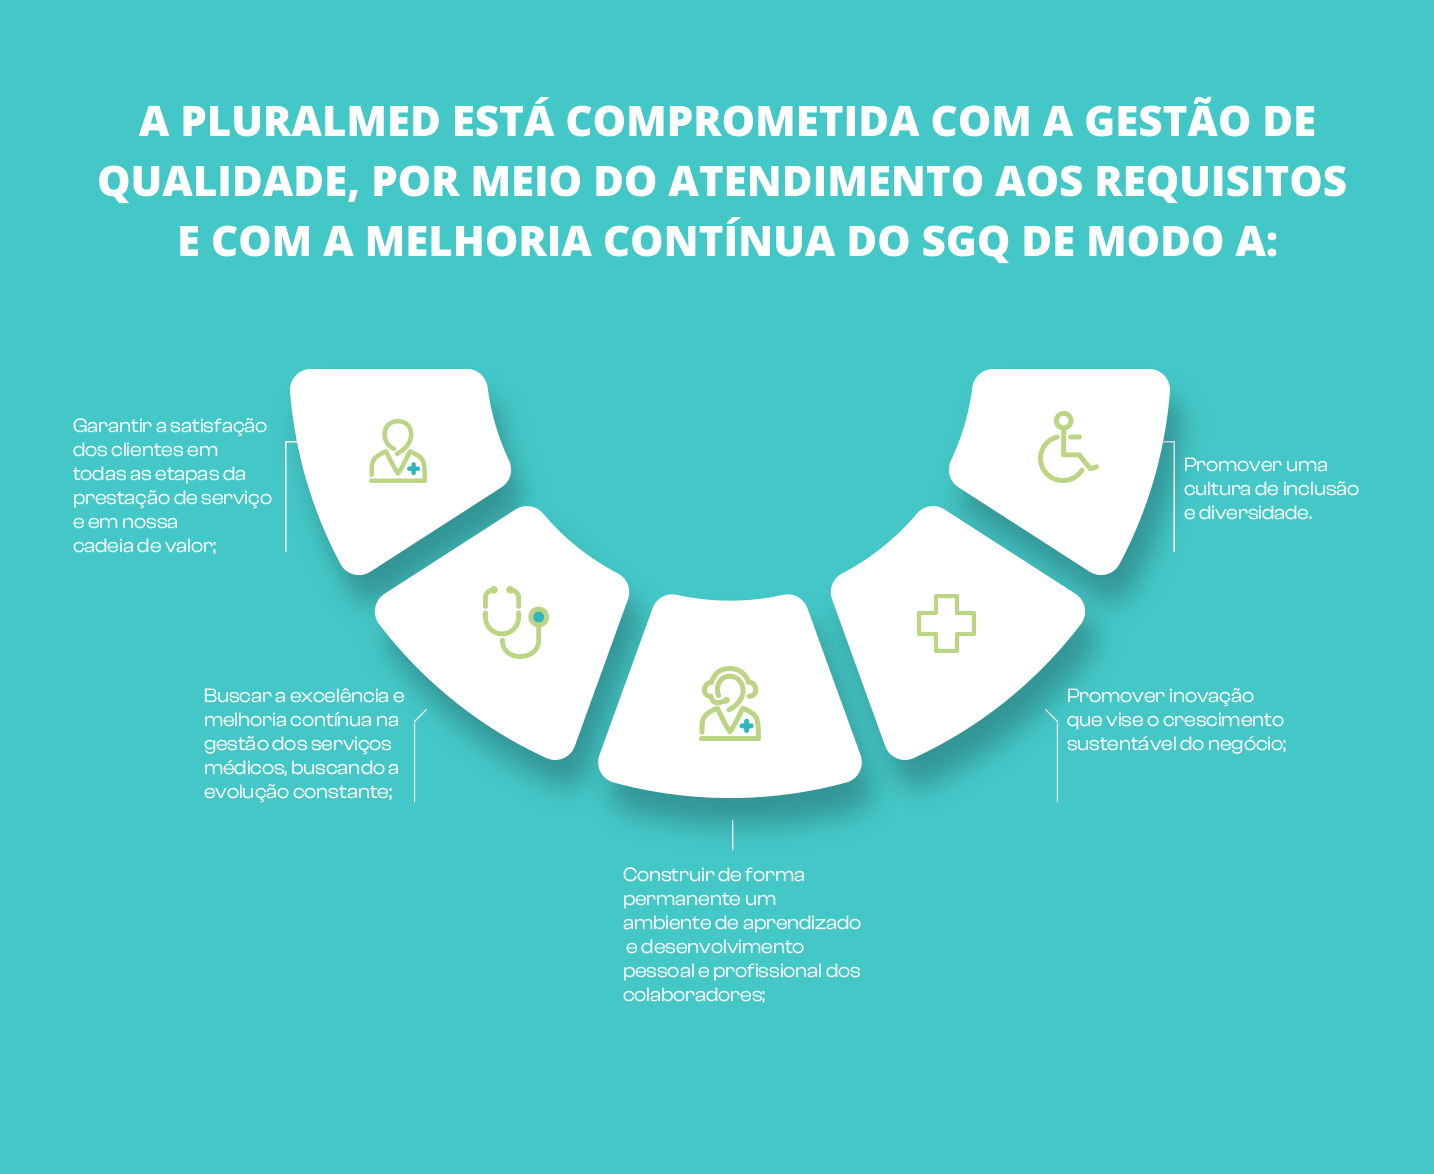 A PLURALMED ESTÁ COMPROMETIDA COM A GESTÃO DE
QUALIDADE, POR MEIO DO ATENDIMENTO AOS REQUISITOS
E COM A MELHORIA CONTÍNUA DO SGQ DE MODO A:
Garantir a satisfação
dos clientes em
todas as etapas da
prestação de serviço
e em nossa
cadeia de valor;
Buscar a excelência e
melhoria contínua na
gestão dos serviços
médicos, buscando a
evolução constante;
Construir de forma
permanente um
ambiente de aprendizado
e desenvolvimento
pessoal e profissional dos
colaboradores;
Promover inovação
que vise o crescimento
sustentável do negócio;
Promover uma
cultura de inclusão
e diversidade.